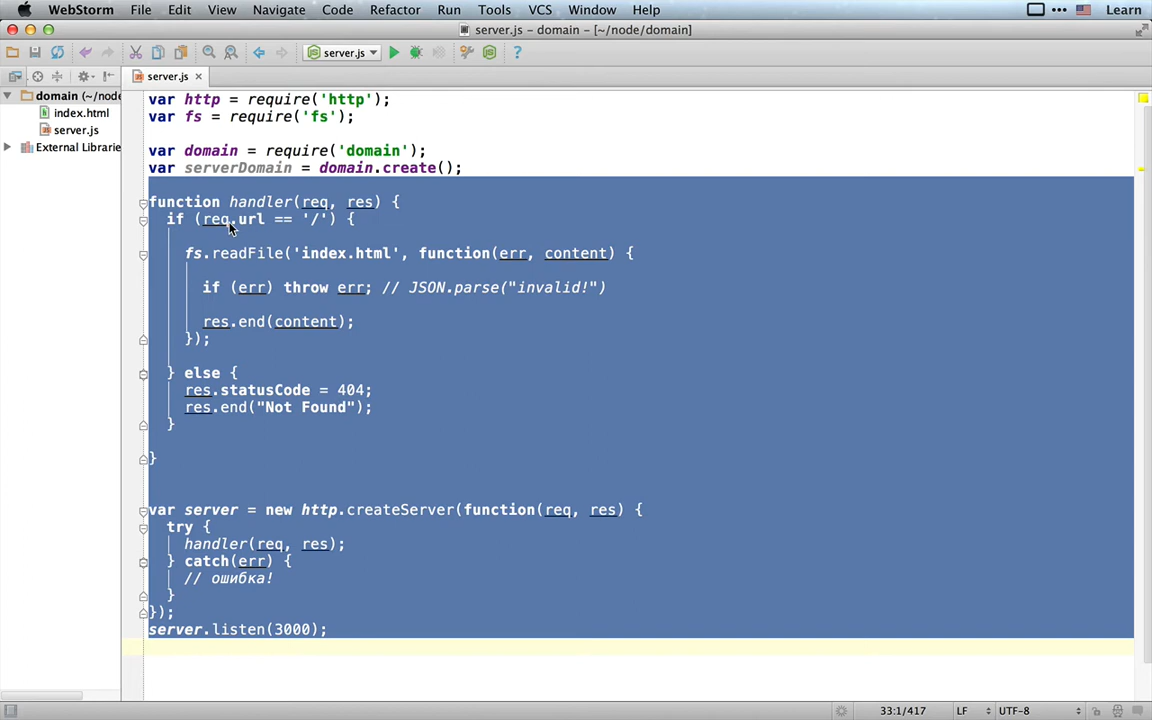 WebStorm File Edit View Navigate Code Refactor Run Tools VCS Window Help Learn
server.js – domain – [~/node/domain]
server.js
server.js
domain (~/node
index.html
server.js
External Librarie
var http = require('http');
var fs = require('fs');
var domain = require('domain');
var serverDomain = domain.create();
function handler(req, res) {
if (req.url == '/') {
fs.readFile('index.html', function(err, content) {
if (err) throw err; // JSON.parse("invalid!")
res.end(content);
});
} else {
res.statusCode = 404;
res.end("Not Found");
}
}
var server = new http.createServer(function(req, res) {
try {
handler(req, res);
} catch(err) {
// ошибка!
}
});
server.listen(3000);
33:1/417 LF UTF-8